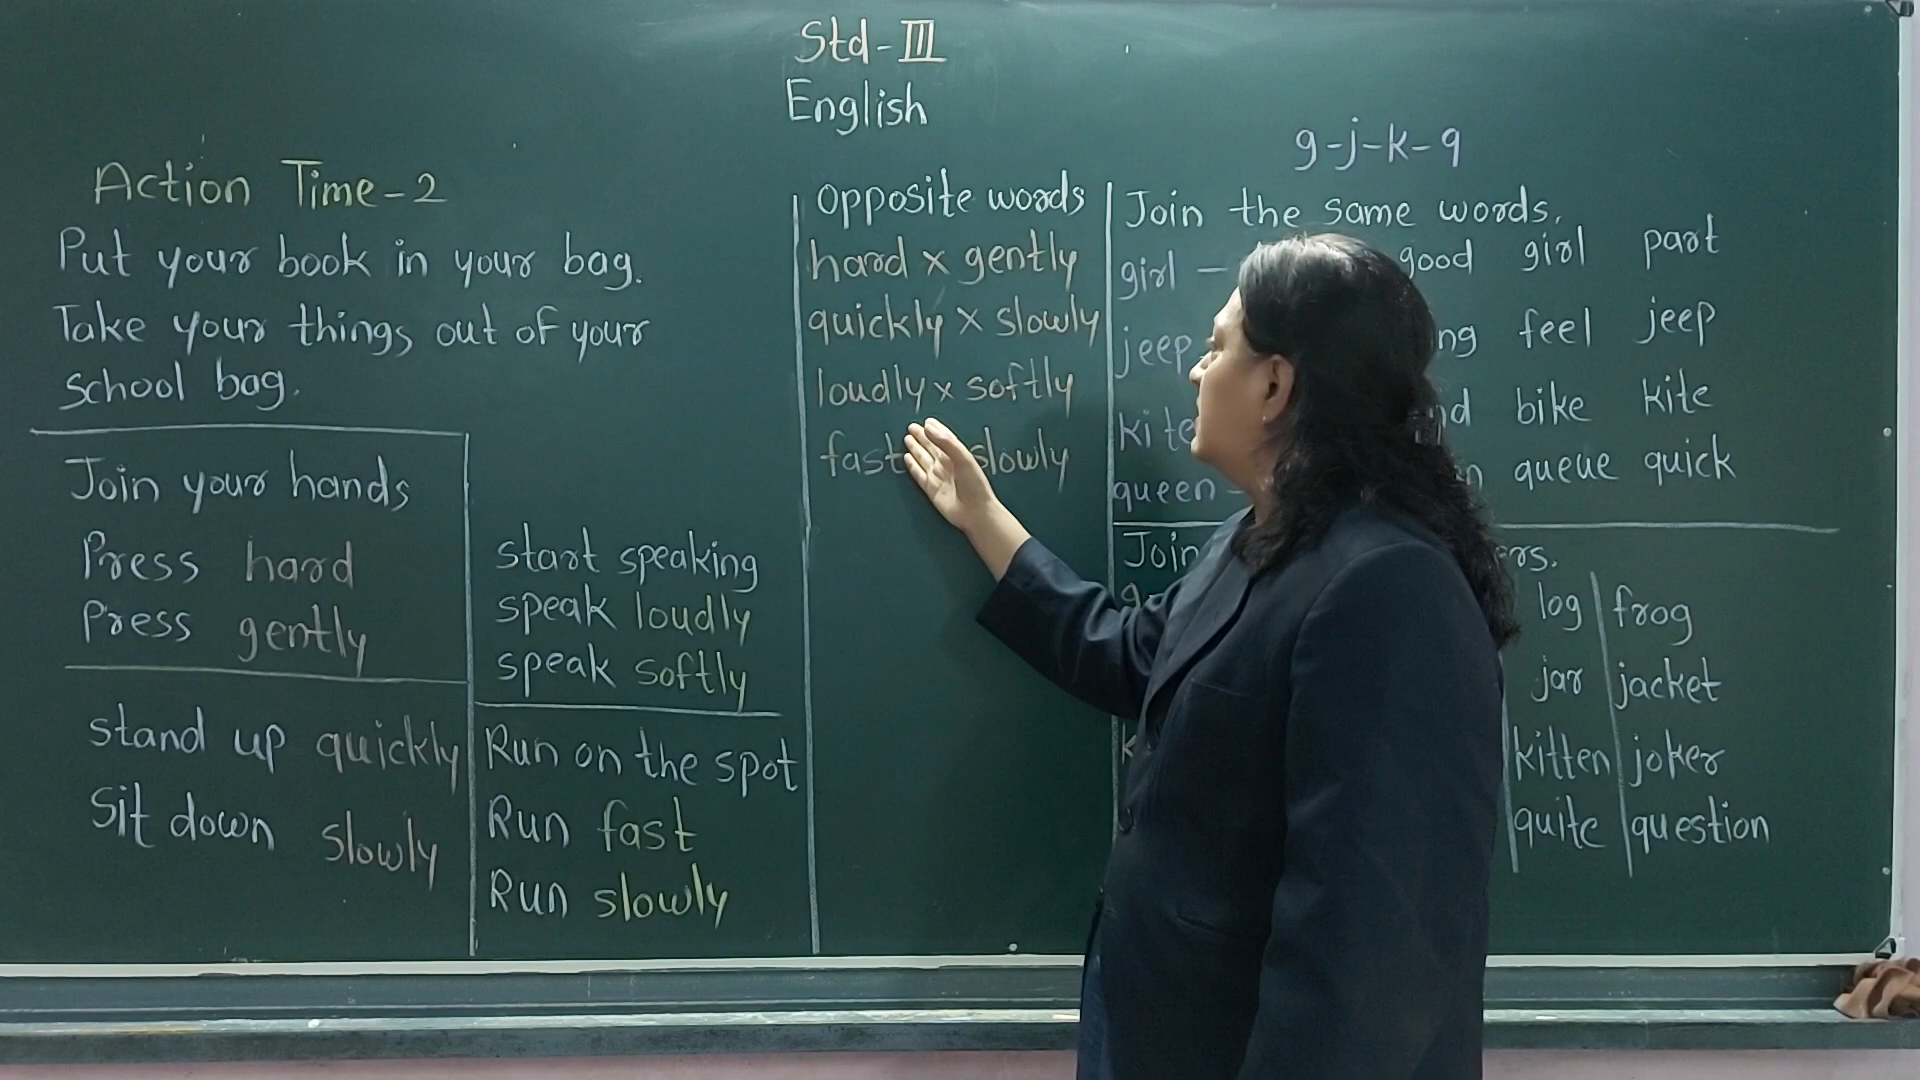 Std-III
English
Action Time-2
Put your book in your bag.
Take your things out of your
school bag.
Join your hands
Press hard
Press gently
stand up quickly
Sit down slowly
start speaking
speak loudly
speak softly
Run on the spot
Run fast
Run slowly
opposite words
hard x gently
quickly x slowly
loudly x softly
fast slowly
g-j-k-q
Join the same words.
girl - good girl part
jeep feel jeep
kite bike kite
queen - queue quick
Join
log frog
jar jacket
kitten joker
quite question